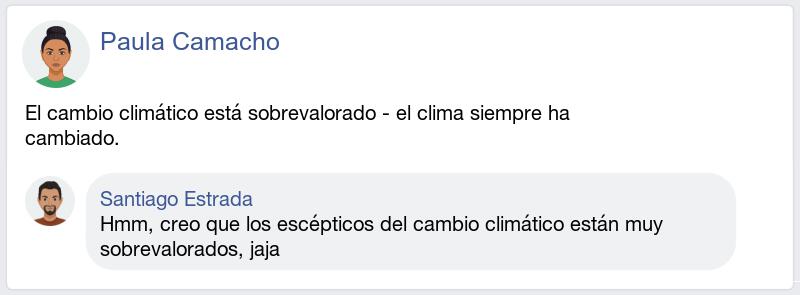 Paula Camacho
El cambio climático está sobrevalorado - el clima siempre ha
cambiado.
Santiago Estrada
Hmm, creo que los escépticos del cambio climático están muy
sobrevalorados, jaja